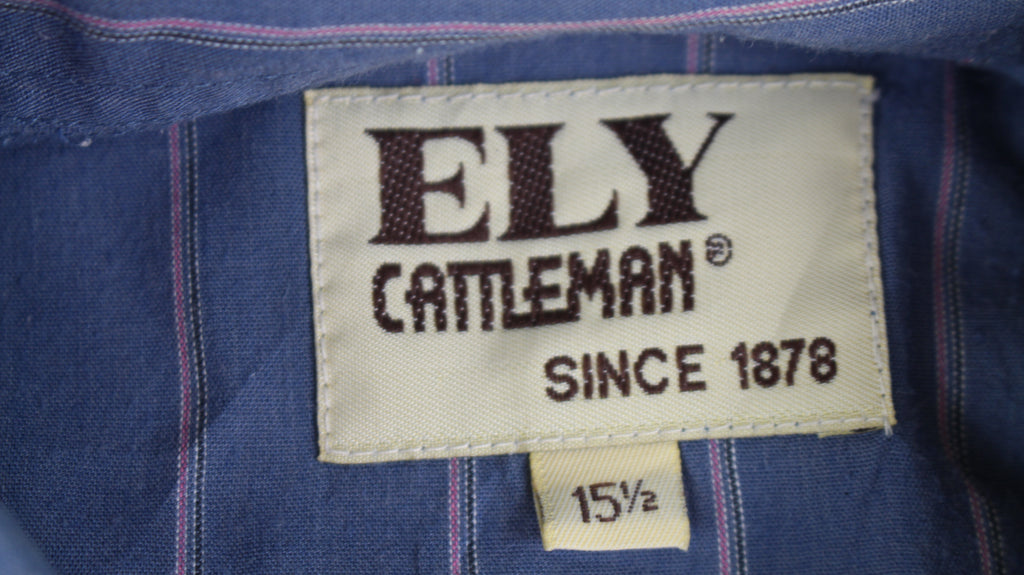 ELY
CATTLEMAN®
SINCE 1878
15½